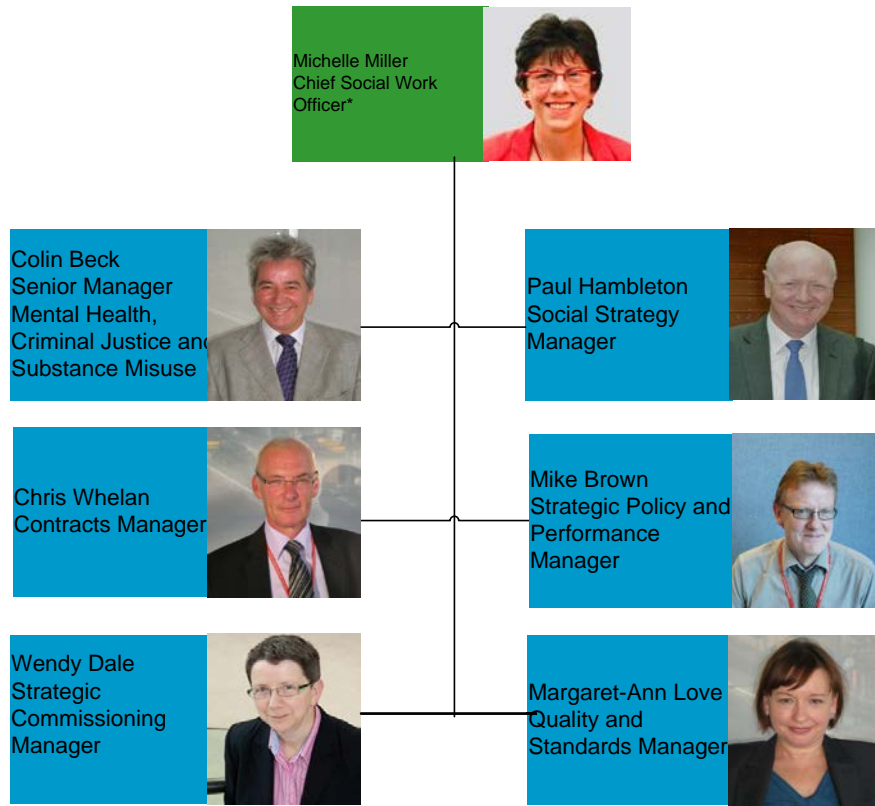 Michelle Miller
Chief Social Work
Officer*
Colin Beck
Senior Manager
Mental Health,
Criminal Justice and
Substance Misuse
Paul Hambleton
Social Strategy
Manager
Chris Whelan
Contracts Manager
Mike Brown
Strategic Policy and
Performance
Manager
Wendy Dale
Strategic
Commissioning
Manager
Margaret-Ann Love
Quality and
Standards Manager